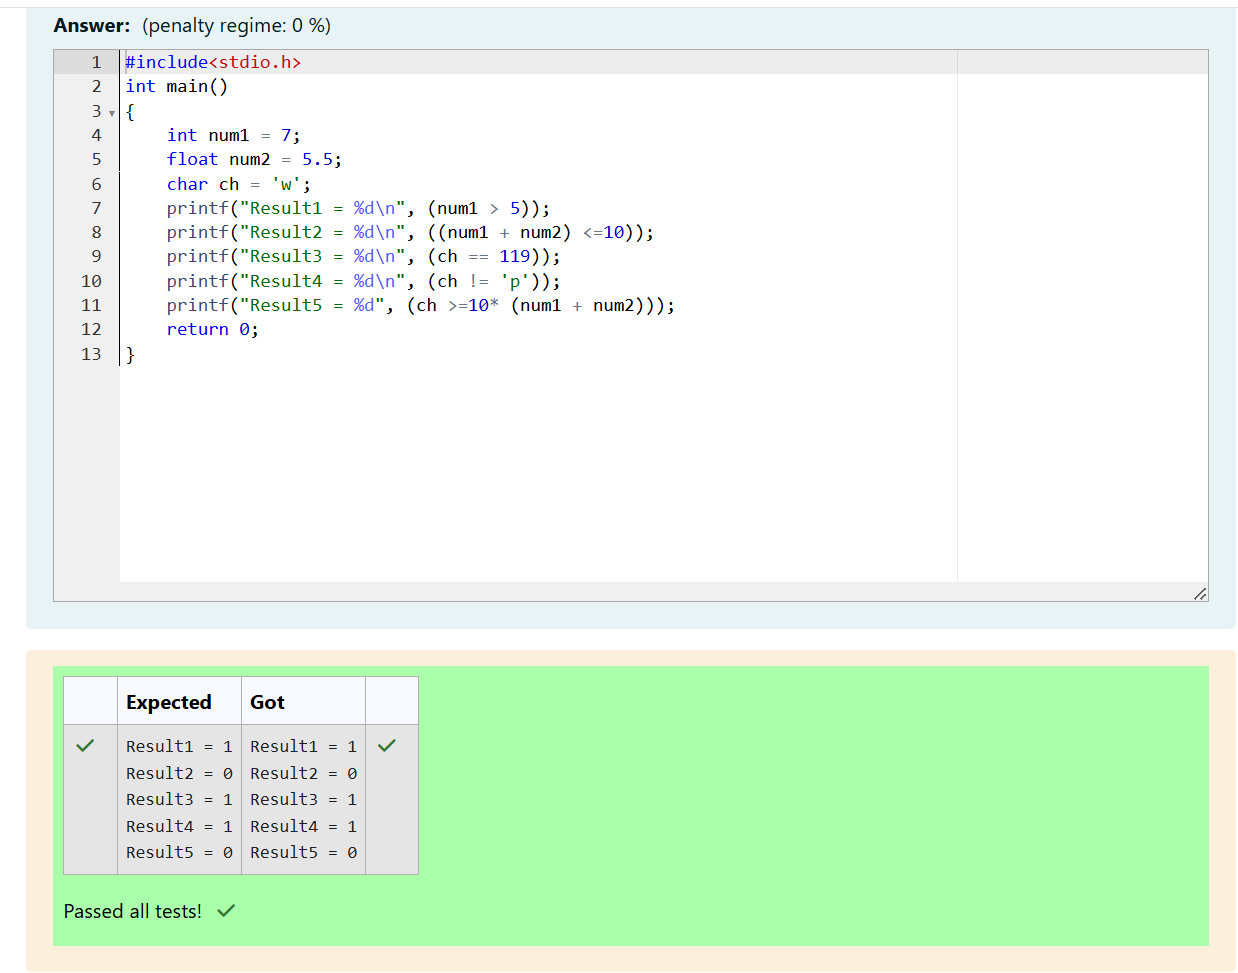 Answer: (penalty regime: 0 %)
1 #include<stdio.h>
2 int main()
3 {
4     int num1 = 7;
5     float num2 = 5.5;
6     char ch = 'w';
7     printf("Result1 = %d\n", (num1 > 5));
8     printf("Result2 = %d\n", ((num1 + num2) <=10));
9     printf("Result3 = %d\n", (ch == 119));
10     printf("Result4 = %d\n", (ch != 'p'));
11     printf("Result5 = %d", (ch >=10* (num1 + num2)));
12     return 0;
13 }
Expected Got
Result1 = 1 Result1 = 1
Result2 = 0 Result2 = 0
Result3 = 1 Result3 = 1
Result4 = 1 Result4 = 1
Result5 = 0 Result5 = 0
Passed all tests!